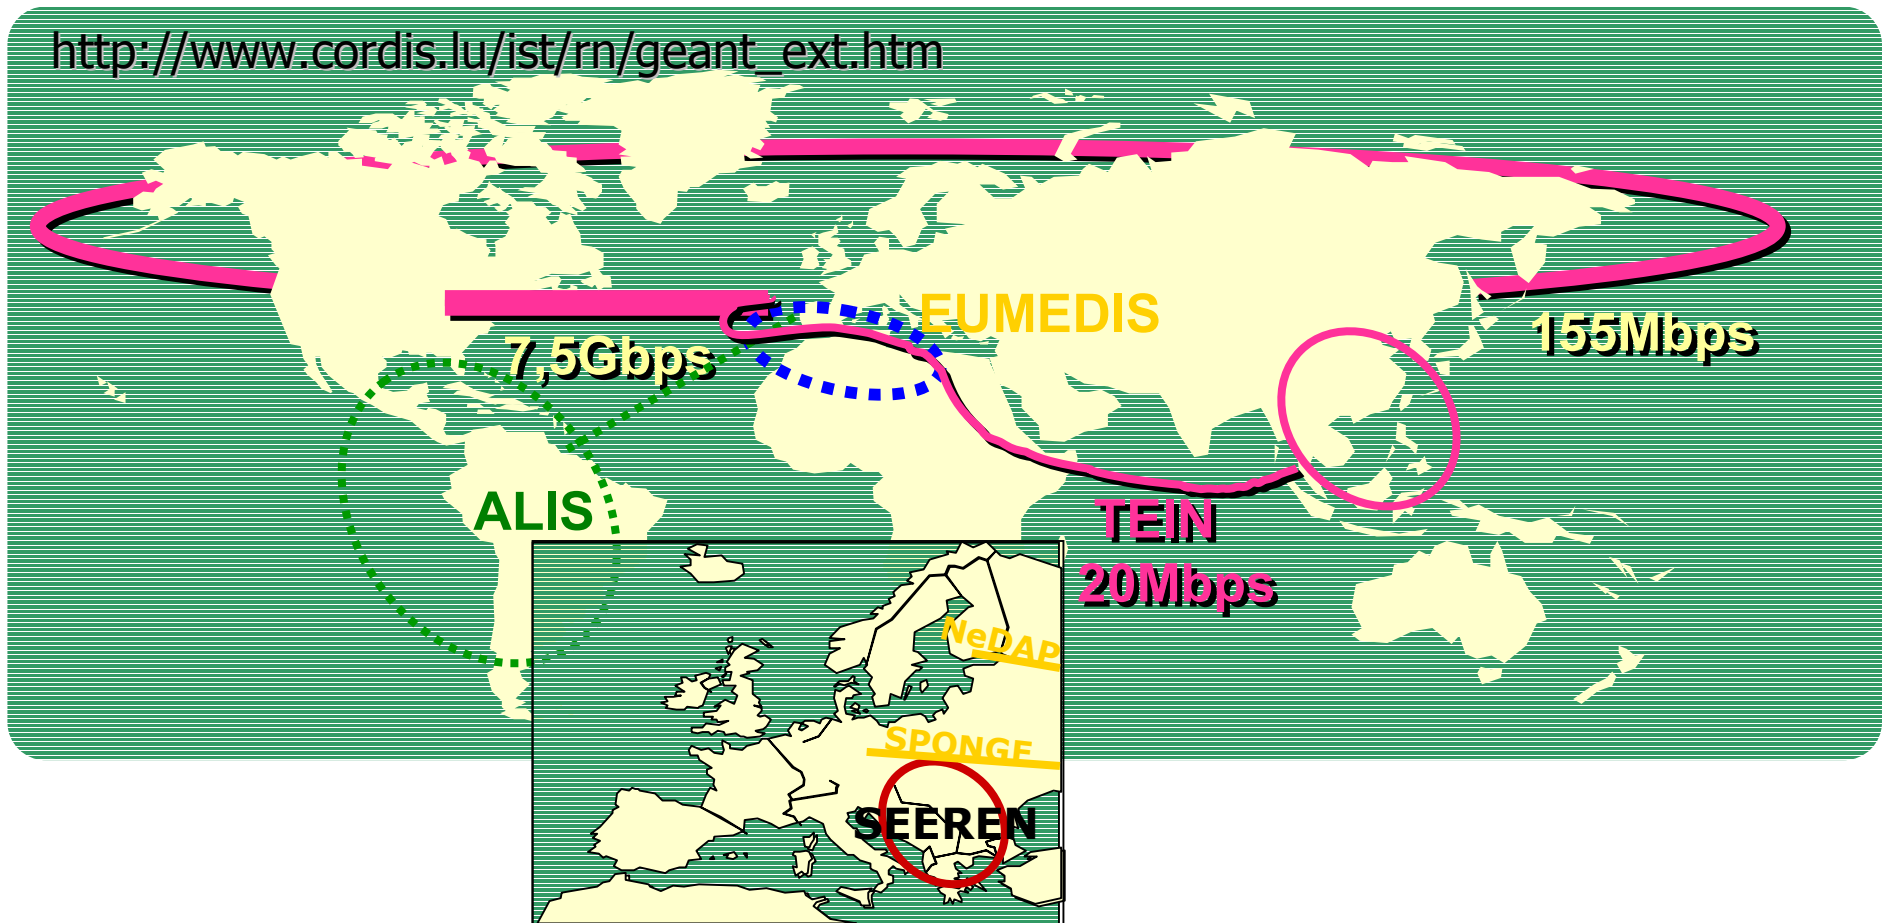 http://www.cordis.lu/ist/rn/geant_ext.htm
EUMEDIS
155Mbps
7,5Gbps
ALIS
TEIN
20Mbps
NeDAP
SPONGE
SEEREN